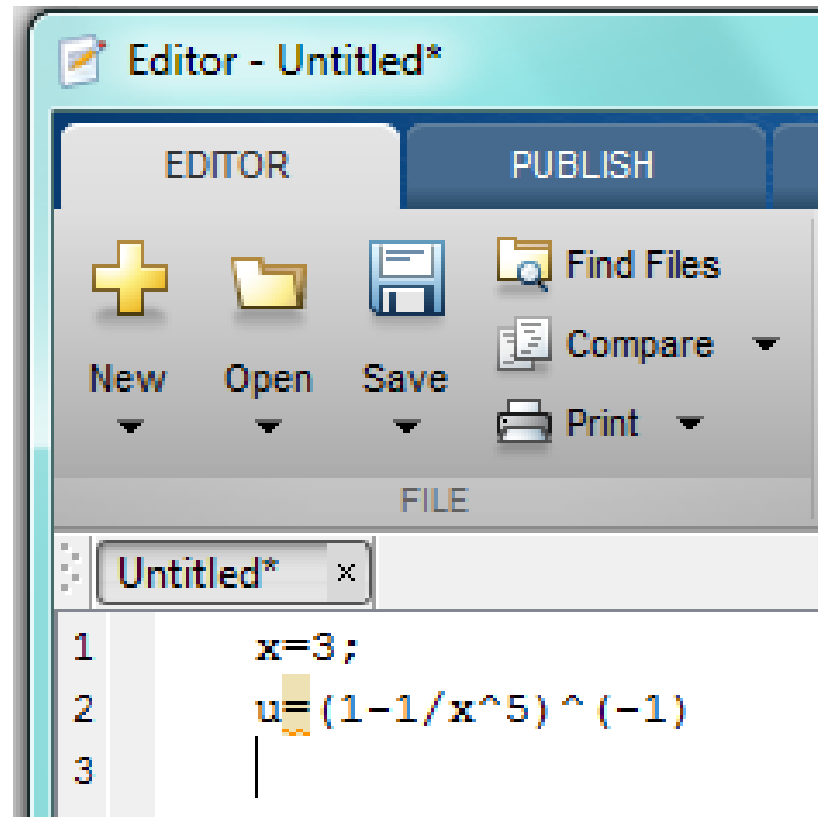 Editor - Untitled*
EDITOR PUBLISH
New Open Save Find Files
Compare
Print
FILE
Untitled* x
1 x=3;
2 u=(1-1/x^5)^(-1)
3